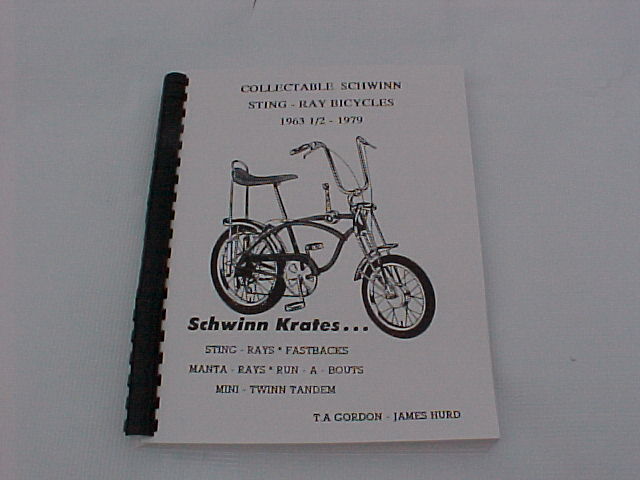 COLLECTABLE SCHWINN
STING - RAY BICYCLES
1963 1/2 - 1979
Schwinn Krates...
STING - RAYS * FASTBACKS
MANTA - RAYS * RUN - A - BOUTS
MINI - TWINN TANDEM
T.A GORDON - JAMES HURD